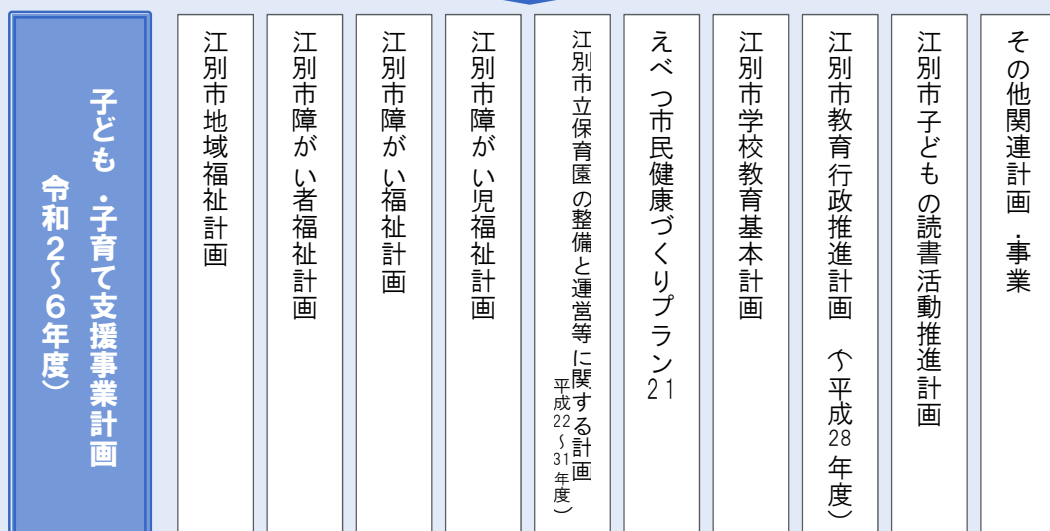 子ども・子育て支援事業計画
令和２～６年度）
江別市地域福祉計画
江別市障がい者福祉計画
江別市障がい福祉計画
江別市障がい児福祉計画
江別市立保育園の整備と運営等に関する計画
平成22～31年度）
えべつ市民健康づくりプラン21
江別市学校教育基本計画
江別市教育行政推進計画（～平成28年度）
江別市子どもの読書活動推進計画
その他関連計画・事業